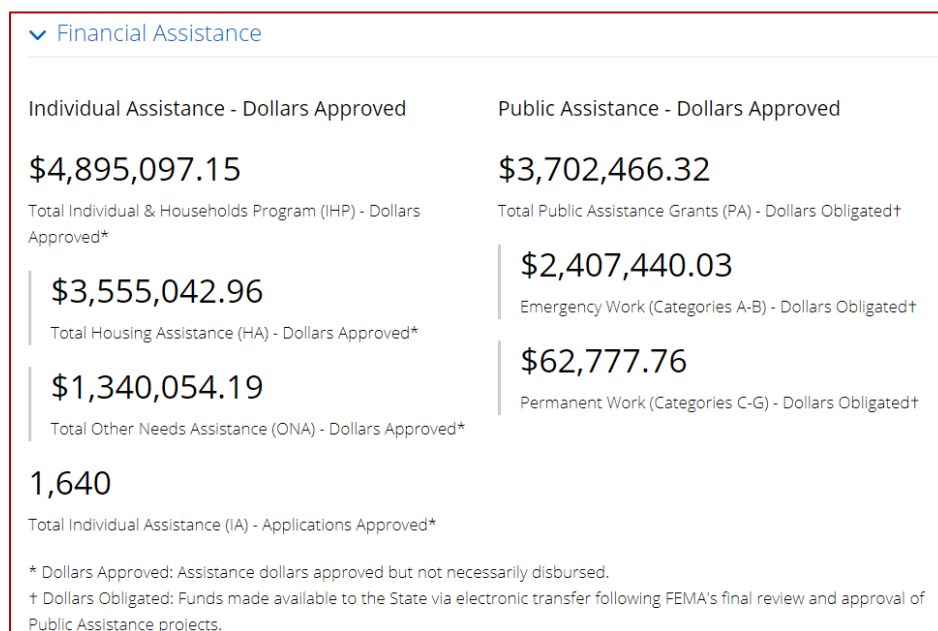 Financial Assistance
Individual Assistance - Dollars Approved
$4,895,097.15
Total Individual & Households Program (IHP) - Dollars
Approved*
$3,555,042.96
Total Housing Assistance (HA) - Dollars Approved*
$1,340,054.19
Total Other Needs Assistance (ONA) - Dollars Approved*
1,640
Total Individual Assistance (IA) - Applications Approved*
Public Assistance - Dollars Approved
$3,702,466.32
Total Public Assistance Grants (PA) - Dollars Obligated†
$2,407,440.03
Emergency Work (Categories A-B) - Dollars Obligated†
$62,777.76
Permanent Work (Categories C-G) - Dollars Obligated†
* Dollars Approved: Assistance dollars approved but not necessarily disbursed.
† Dollars Obligated: Funds made available to the State via electronic transfer following FEMA's final review and approval of
Public Assistance projects.